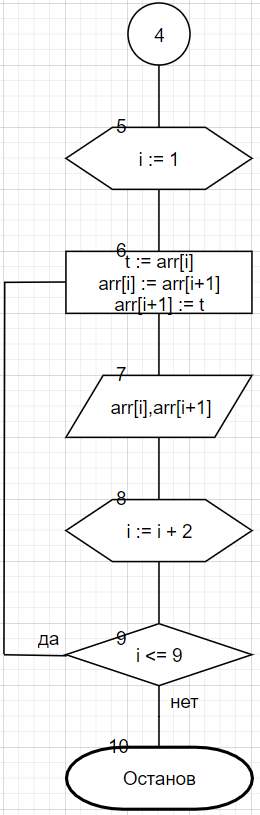 4
5
i := 1
6
t := arr[i]
arr[i] := arr[i+1]
arr[i+1] := t
7
arr[i],arr[i+1]
8
i := i + 2
9
да
i <= 9
нет
10
Останов